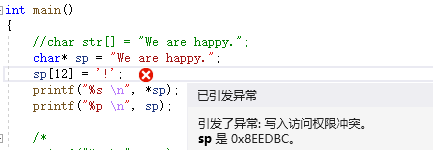 int main()
{
//char str[] = "We are happy.";
char* sp = "We are happy.";
sp[12] = '!';
printf("%s \n", *sp);
printf("%p \n", sp);
/*
已引发异常
引发了异常: 写入访问权限冲突。
sp 是 0x8EEDBC。